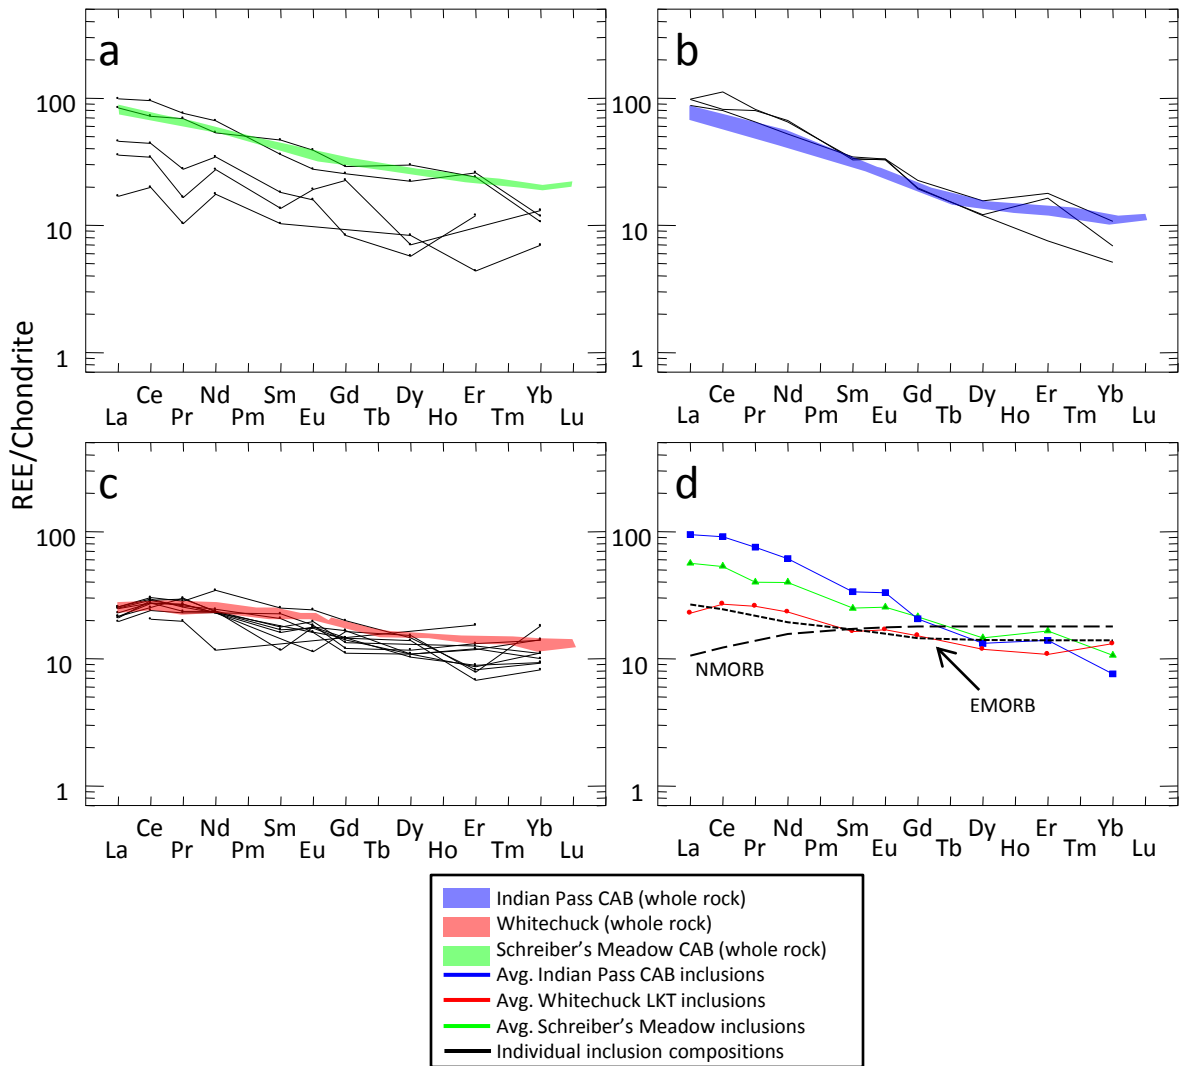 a
b
100
10
1
100
10
1
Ce Nd Sm Gd Dy Er Yb
La Pr Pm Eu Tb Ho Tm Lu
Ce Nd Sm Gd Dy Er Yb
La Pr Pm Eu Tb Ho Tm Lu
REE/Chondrite
c
d
100
10
1
100
10
1
NMORB
EMORB
Ce Nd Sm Gd Dy Er Yb
La Pr Pm Eu Tb Ho Tm Lu
Ce Nd Sm Gd Dy Er Yb
La Pr Pm Eu Tb Ho Tm Lu
Indian Pass CAB (whole rock)
Whitechuck (whole rock)
Schreiber’s Meadow CAB (whole rock)
Avg. Indian Pass CAB inclusions
Avg. Whitechuck LKT inclusions
Avg. Schreiber’s Meadow inclusions
Individual inclusion compositions